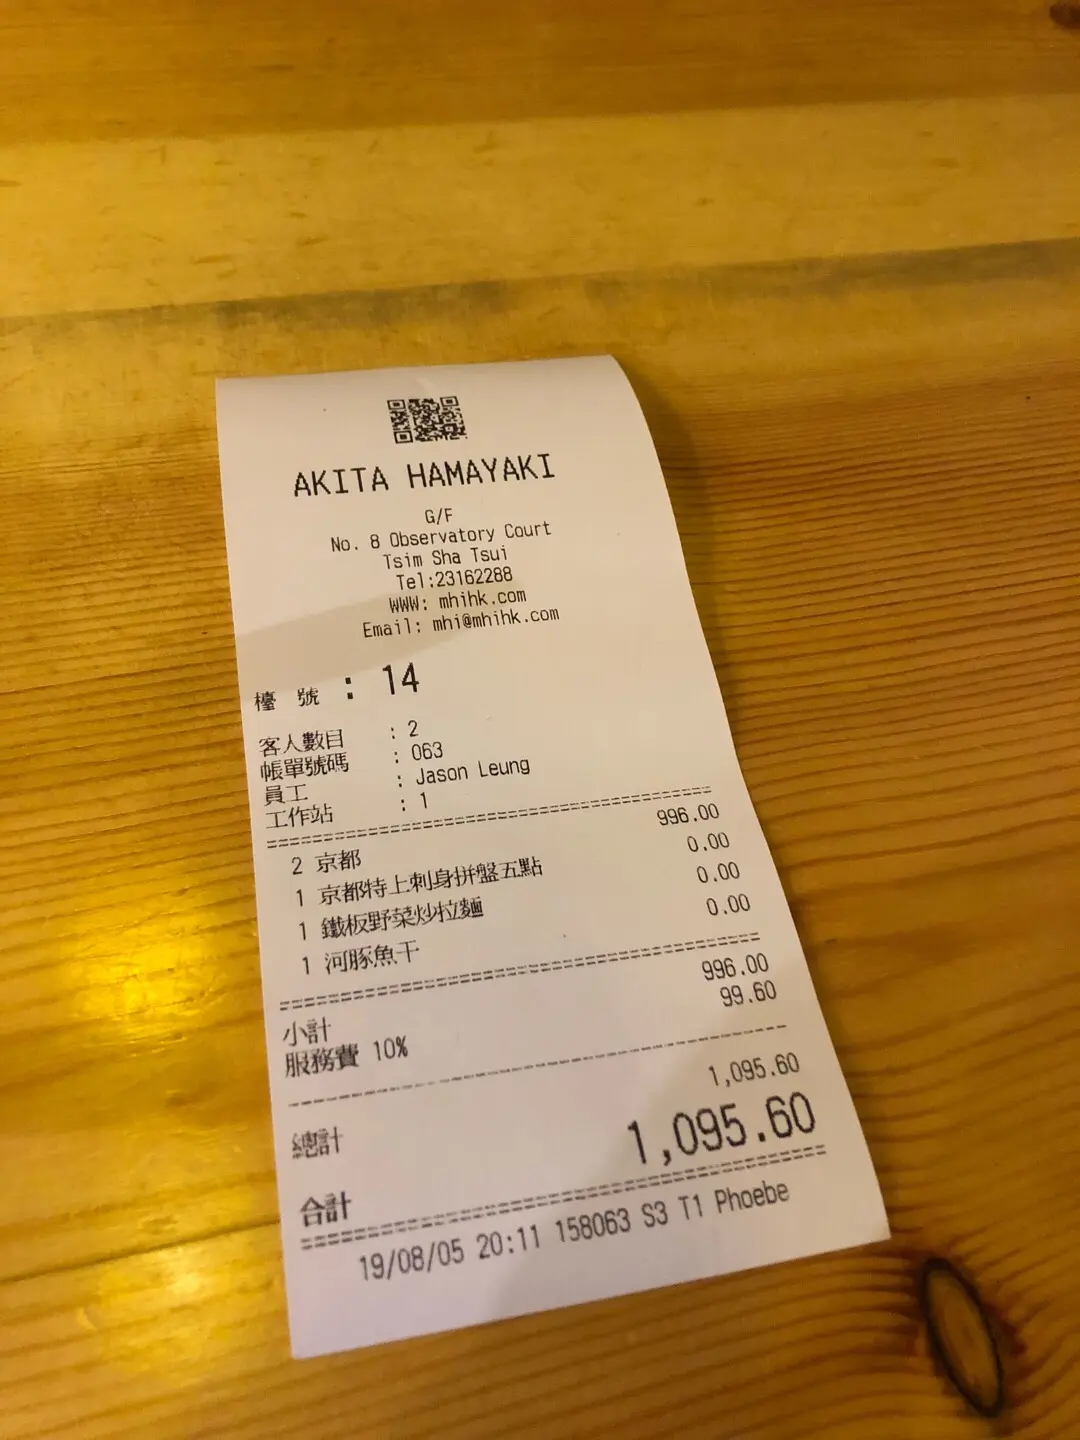 AKITA HAMAYAKI
G/F
No. 8 Observatory Court
Tsim Sha Tsui
Tel:23162288
WWW: mhihk.com
Email: mhi@mhihk.com
檯 號 : 14
客人數目 : 2
帳單號碼 : 063
員工 : Jason Leung
工作站 : 1
2 京都 996.00
1 京都特上刺身拼盤五點 0.00
1 鐵板野菜炒拉麵 0.00
1 河豚魚干 0.00
小計 996.00
服務費 10% 99.60
總計 1,095.60
合計 1,095.60
19/08/05 20:11 158063 S3 T1 Phoebe